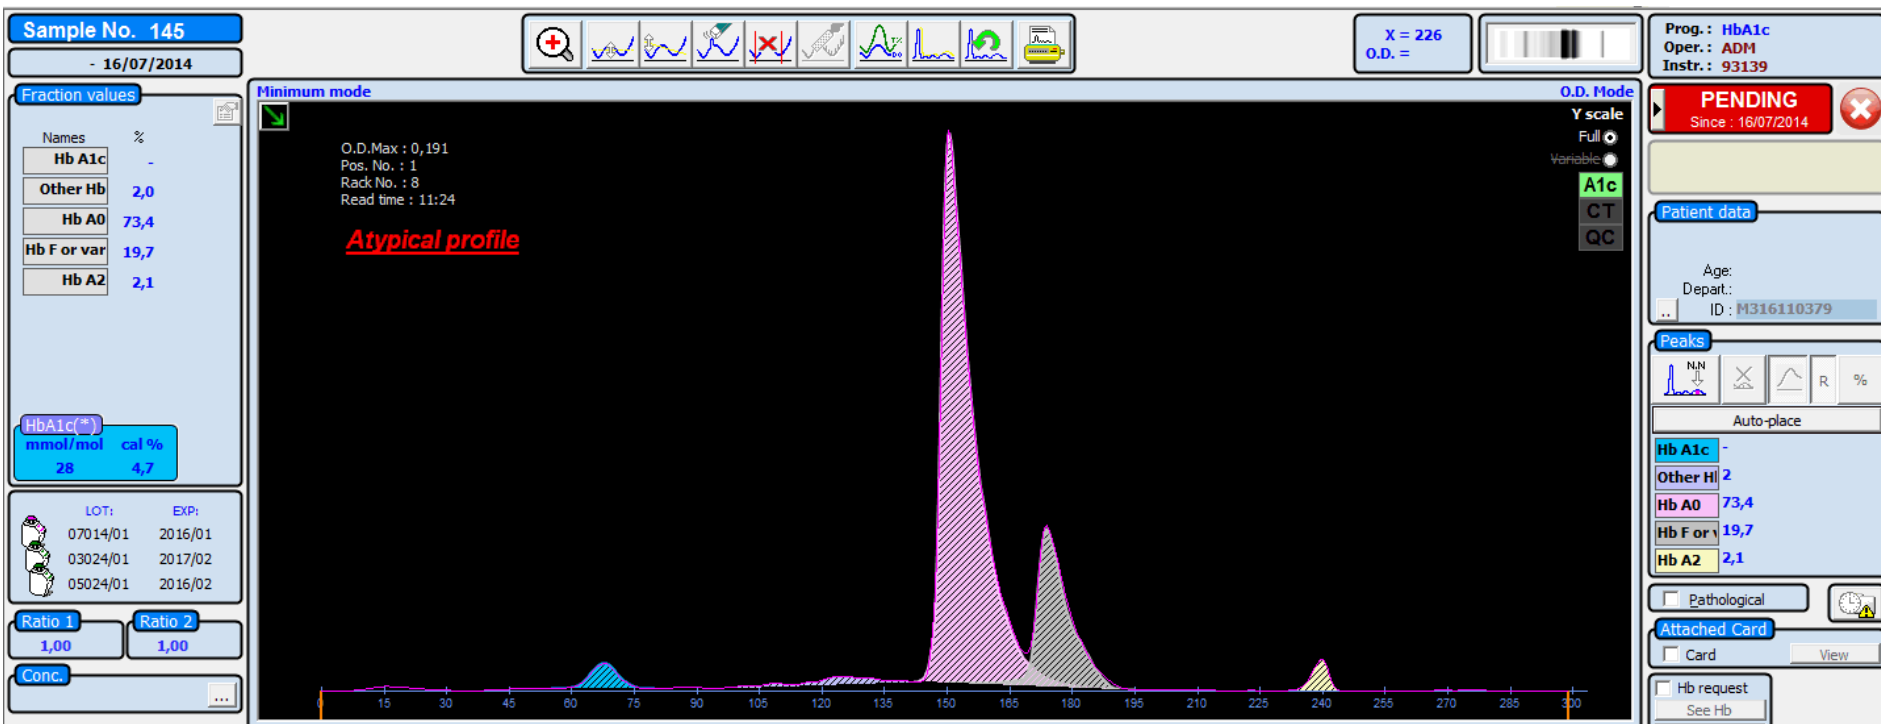 Sample No. 145
- 16/07/2014
Fraction values
Names %
Hb A1c -
Other Hb 2,0
Hb A0 73,4
Hb F or var 19,7
Hb A2 2,1
HbA1c(*)
mmol/mol cal %
28 4,7
LOT: EXP:
07014/01 2016/01
03024/01 2017/02
05024/01 2016/02
Ratio 1 Ratio 2
1,00 1,00
Conc.
...
X = 226
O.D. =
Minimum mode O.D. Mode
O.D.Max : 0,191
Pos. No. : 1
Rack No. : 8
Read time : 11:24
Atypical profile
Y scale
Full
Variable
A1c
CT
QC
0 15 30 45 60 75 90 105 120 135 150 165 180 195 210 225 240 255 270 285 300
Prog.: HbA1c
Oper.: ADM
Instr.: 93139
PENDING
Since : 16/07/2014
Patient data
Age:
Depart.:
.. ID : M316110379
Peaks
N.N R %
Auto-place
Hb A1c -
Other H 2
Hb A0 73,4
Hb F or v 19,7
Hb A2 2,1
Pathological
Attached Card
Card View
Hb request
See Hb